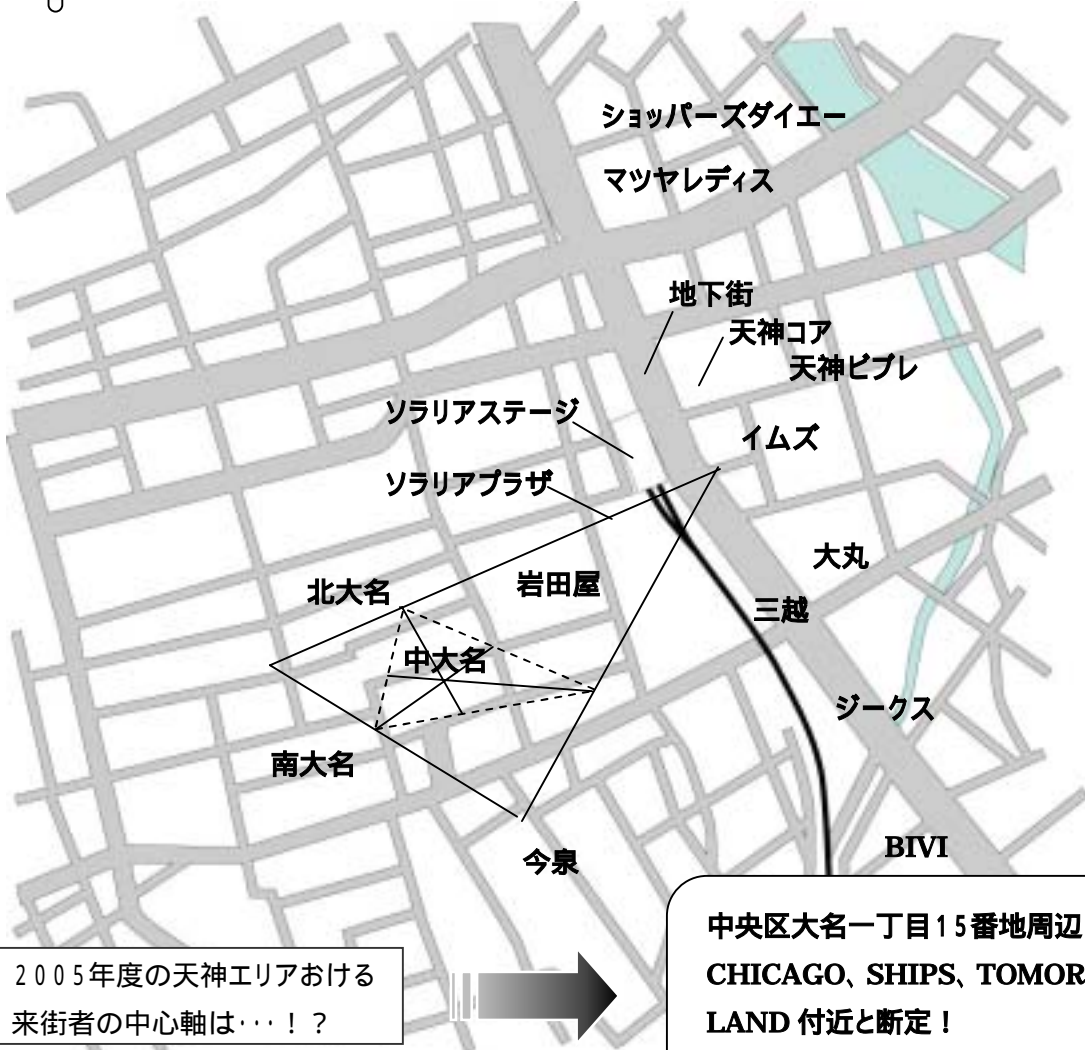 ショッパーズダイエー
マツヤレディス
地下街
天神コア
天神ビブレ
ソラリアステージ
イムズ
ソラリアプラザ
大丸
岩田屋
北大名
三越
中大名
ジークス
南大名
BIVI
今泉
2005年度の天神エリアおける
来街者の中心軸は･･･！？
中央区大名一丁目15番地周辺
CHICAGO、SHIPS、TOMOR
LAND 付近と断定！